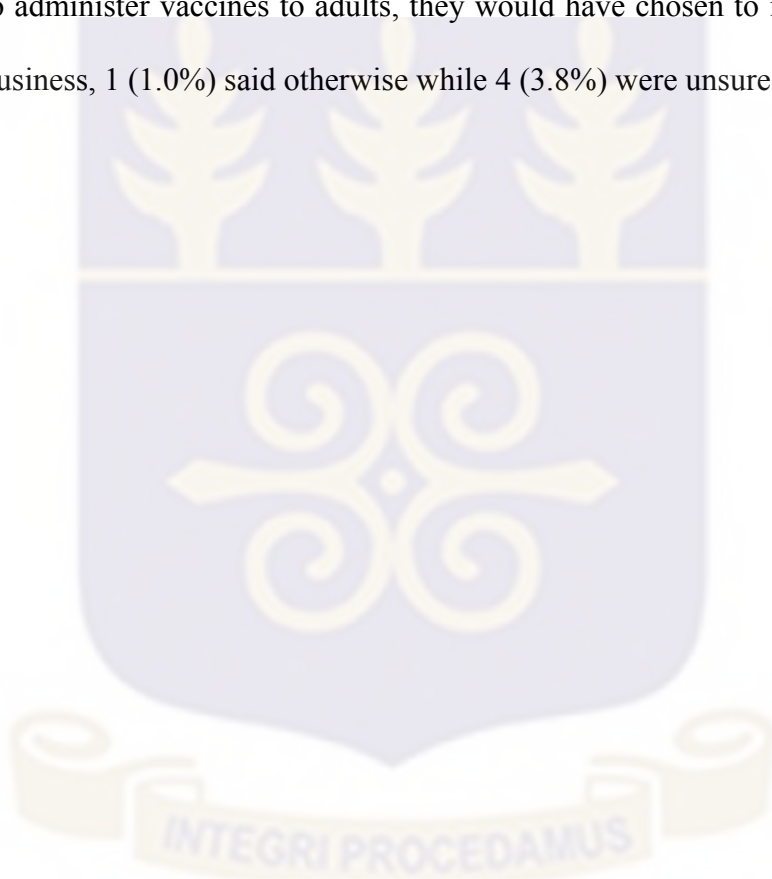 administer vaccines to adults, they would have chosen to
usiness, 1 (1.0%) said otherwise while 4 (3.8%) were unsure
INTEGRI PROCEDAMUS